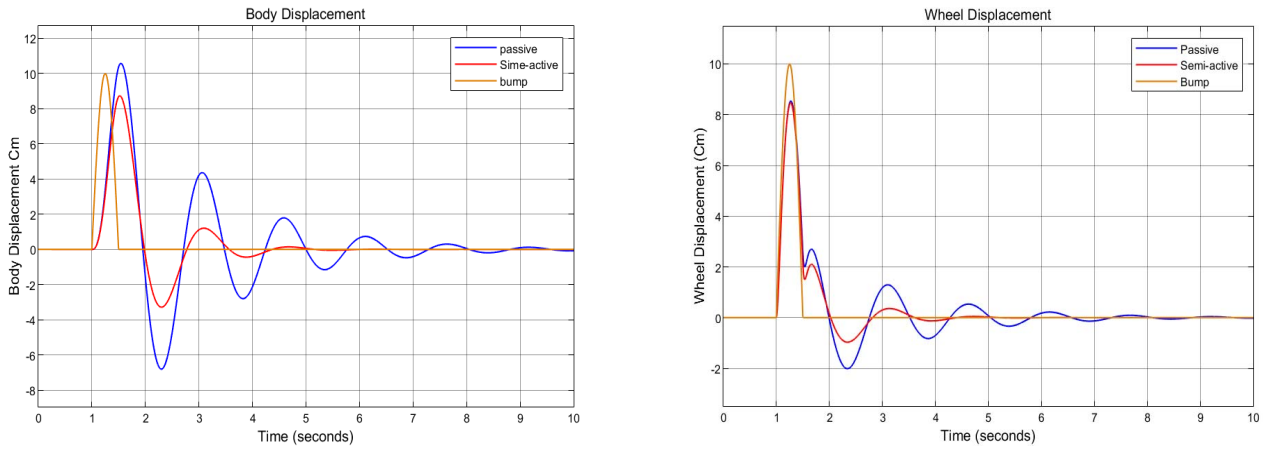 Body Displacement
12
10
8
6
4
2
0
-2
-4
-6
-8
Body Displacement Cm
passive
Sime-active
bump
0 1 2 3 4 5 6 7 8 9 10
Time (seconds)
Wheel Displacement
10
8
6
4
2
0
-2
Wheel Displacement (Cm)
Passive
Semi-active
Bump
0 1 2 3 4 5 6 7 8 9 10
Time (seconds)